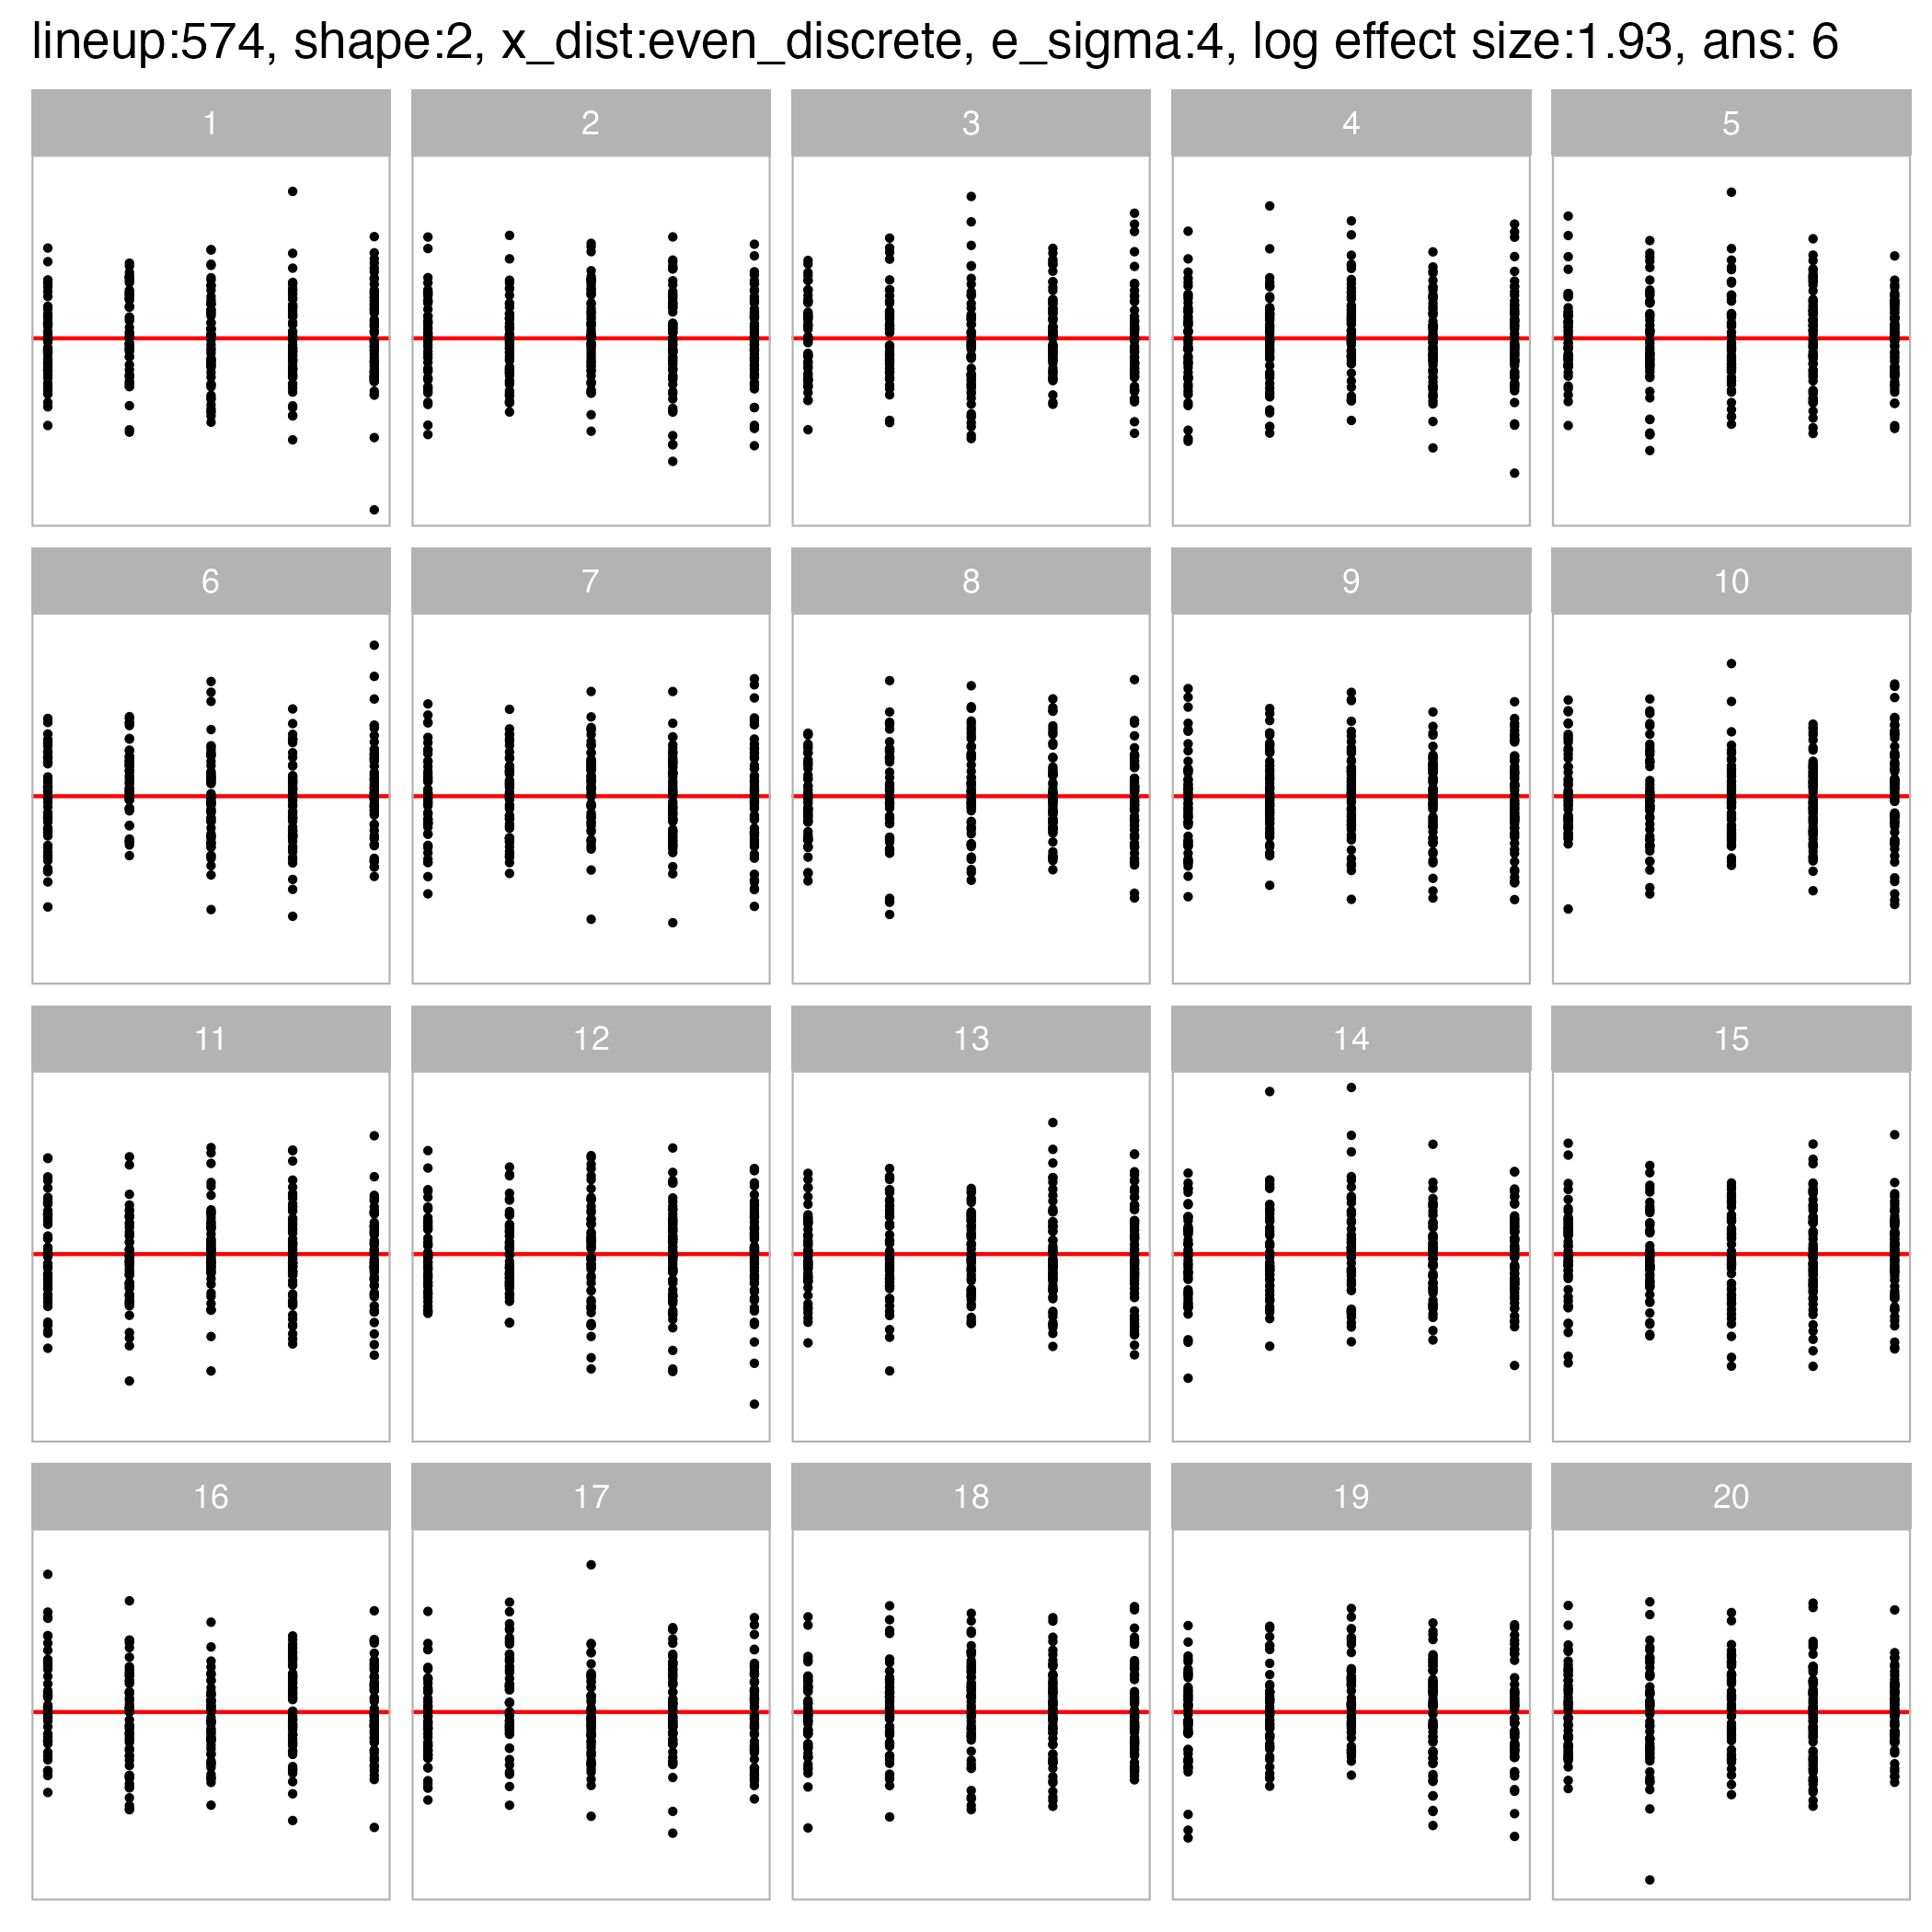 lineup:574, shape:2, x_dist:even_discrete, e_sigma:4, log effect size:1.93, ans: 6
1 2 3 4 5
6 7 8 9 10
11 12 13 14 15
16 17 18 19 20